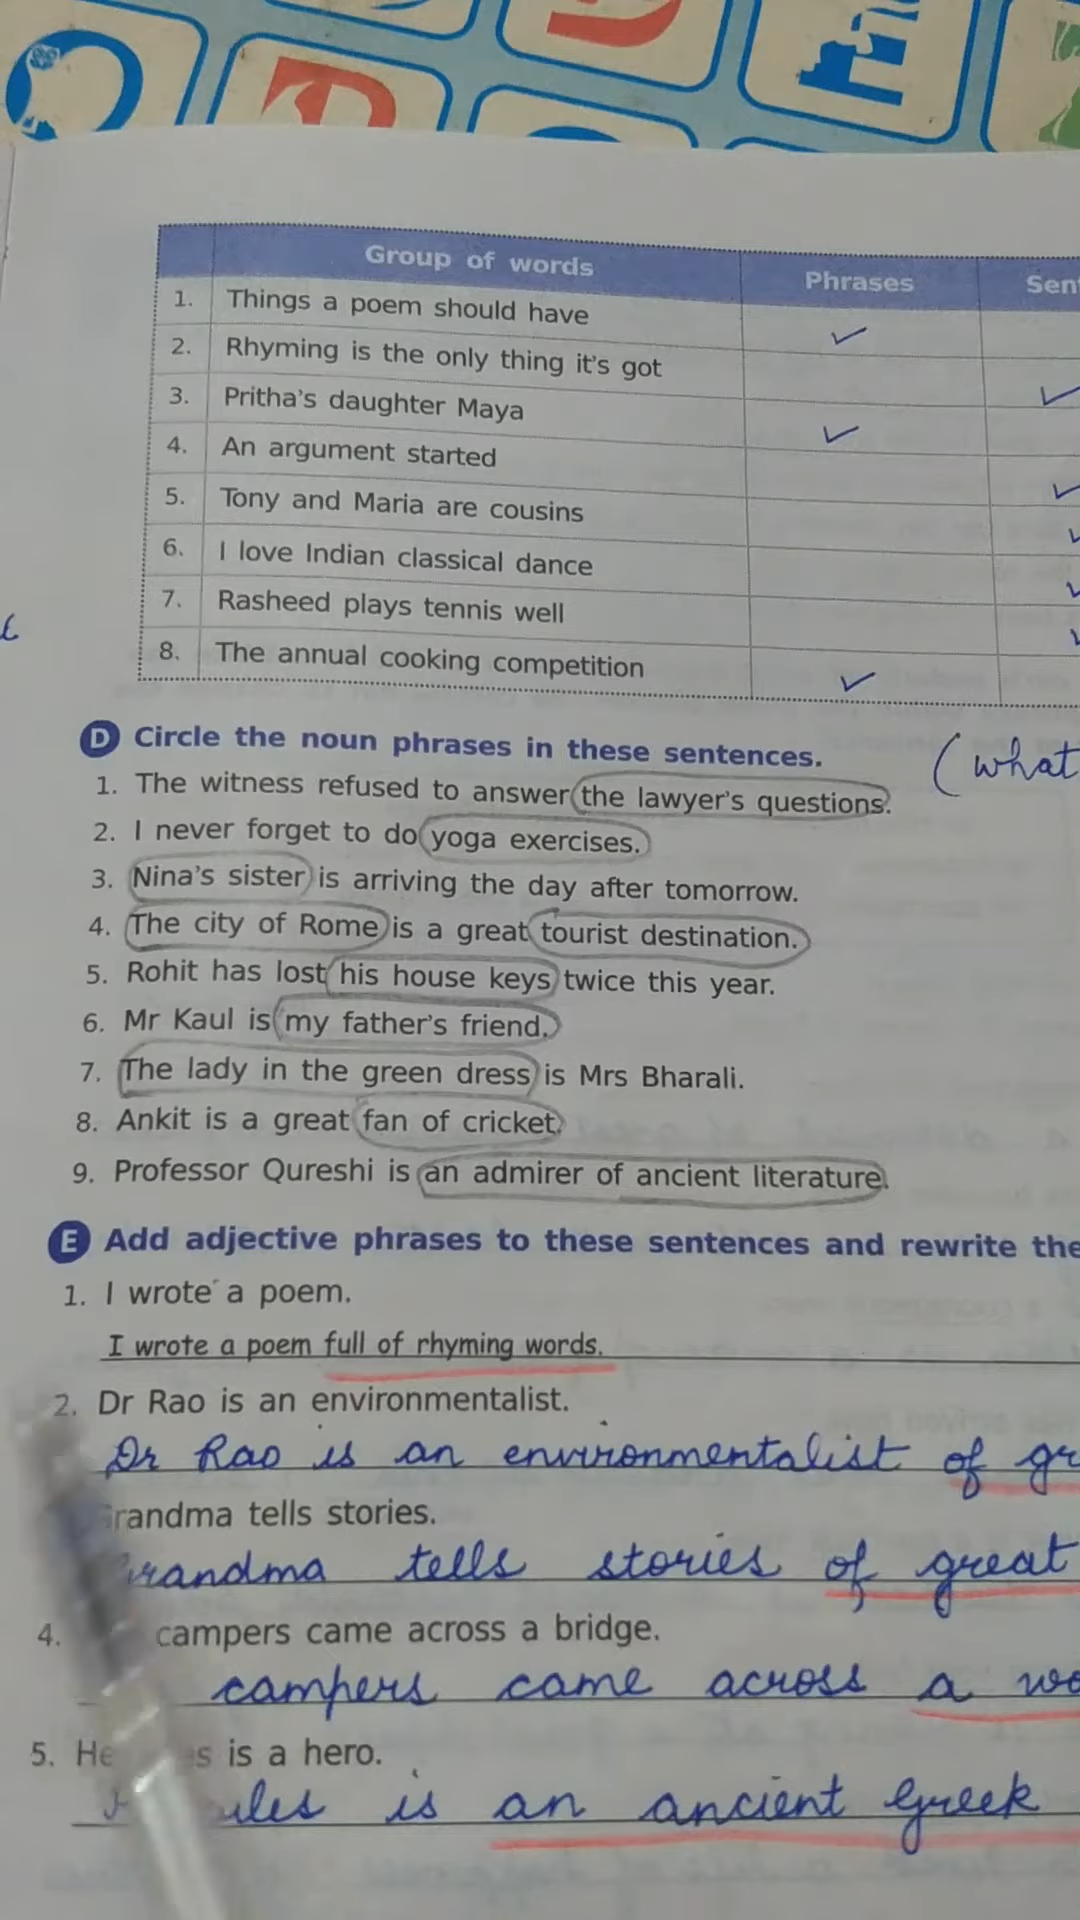 Group of words Phrases
1. Things a poem should have ✓
2. Rhyming is the only thing it's got ✓
3. Pritha's daughter Maya ✓
4. An argument started ✓
5. Tony and Maria are cousins
6. I love Indian classical dance
7. Rasheed plays tennis well
8. The annual cooking competition ✓
D Circle the noun phrases in these sentences. (what
1. The witness refused to answer the lawyer's questions.
2. I never forget to do yoga exercises.
3. Nina's sister is arriving the day after tomorrow.
4. The city of Rome is a great tourist destination.
5. Rohit has lost his house keys twice this year.
6. Mr Kaul is my father's friend.
7. The lady in the green dress is Mrs Bharali.
8. Ankit is a great fan of cricket.
9. Professor Qureshi is an admirer of ancient literature.
E Add adjective phrases to these sentences and rewrite
1. I wrote a poem.
I wrote a poem full of rhyming words.
2. Dr Rao is an environmentalist.
Dr Rao is an environmentalist of
randma tells stories.
randma tells stories of great
4. campers came across a bridge.
campers came across a
5. is a hero.
is an ancient Greek